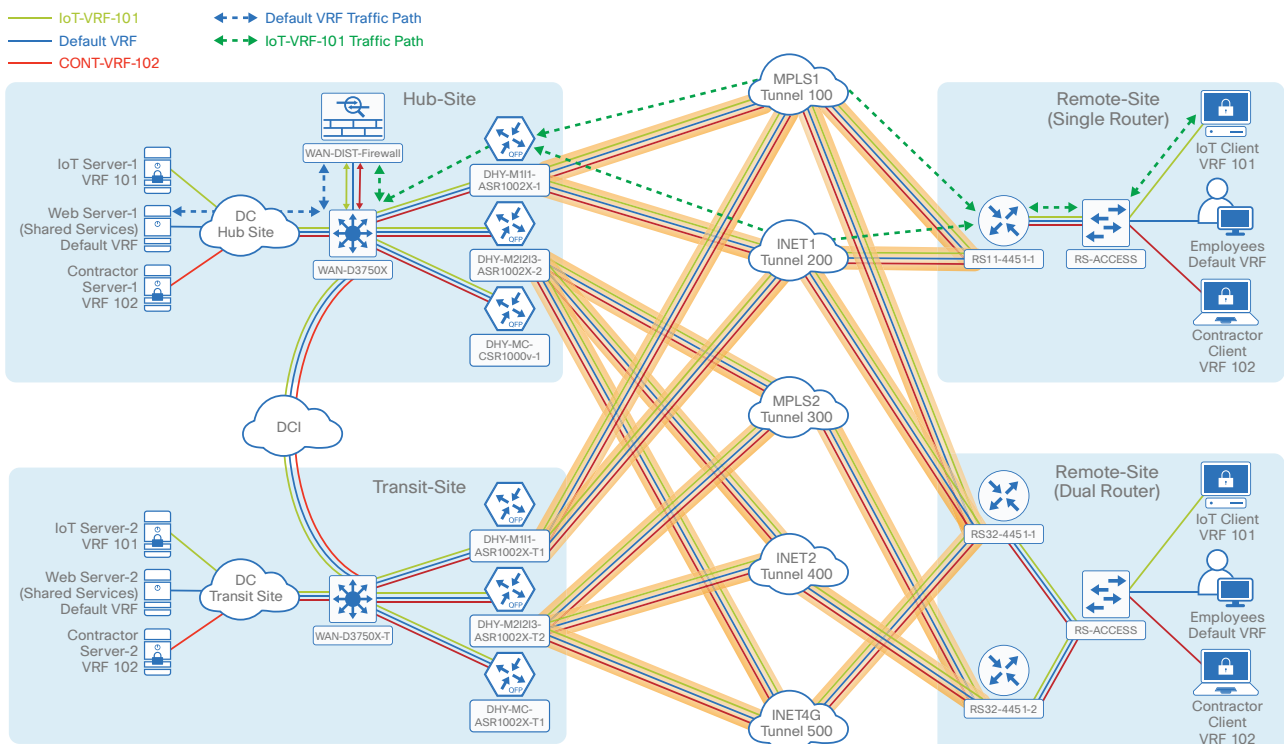 IoT-VRF-101
Default VRF
CONT-VRF-102
Default VRF Traffic Path
IoT-VRF-101 Traffic Path
Hub-Site
WAN-DIST-Firewall
IoT Server-1
VRF 101
Web Server-1
(Shared Services)
Default VRF
Contractor
Server-1
VRF 102
DC
Hub Site
WAN-D3750X
QFP
DHY-M1I1-
ASR1002X-1
QFP
DHY-M2I2I3-
ASR1002X-2
QFP
DHY-MC-
CSR1000v-1
DCI
Transit-Site
IoT Server-2
VRF 101
Web Server-2
(Shared Services)
Default VRF
Contractor
Server-2
VRF 102
DC
Transit Site
WAN-D3750X-T
QFP
DHY-M1I1-
ASR1002X-T1
QFP
DHY-M2I2I3-
ASR1002X-T2
QFP
DHY-MC-
ASR1002X-T1
MPLS1
Tunnel 100
INET1
Tunnel 200
MPLS2
Tunnel 300
INET2
Tunnel 400
INET4G
Tunnel 500
Remote-Site
(Single Router)
RS11-4451-1
RS-ACCESS
IoT Client
VRF 101
Employees
Default VRF
Contractor
Client
VRF 102
Remote-Site
(Dual Router)
RS32-4451-1
RS32-4451-2
RS-ACCESS
IoT Client
VRF 101
Employees
Default VRF
Contractor
Client
VRF 102